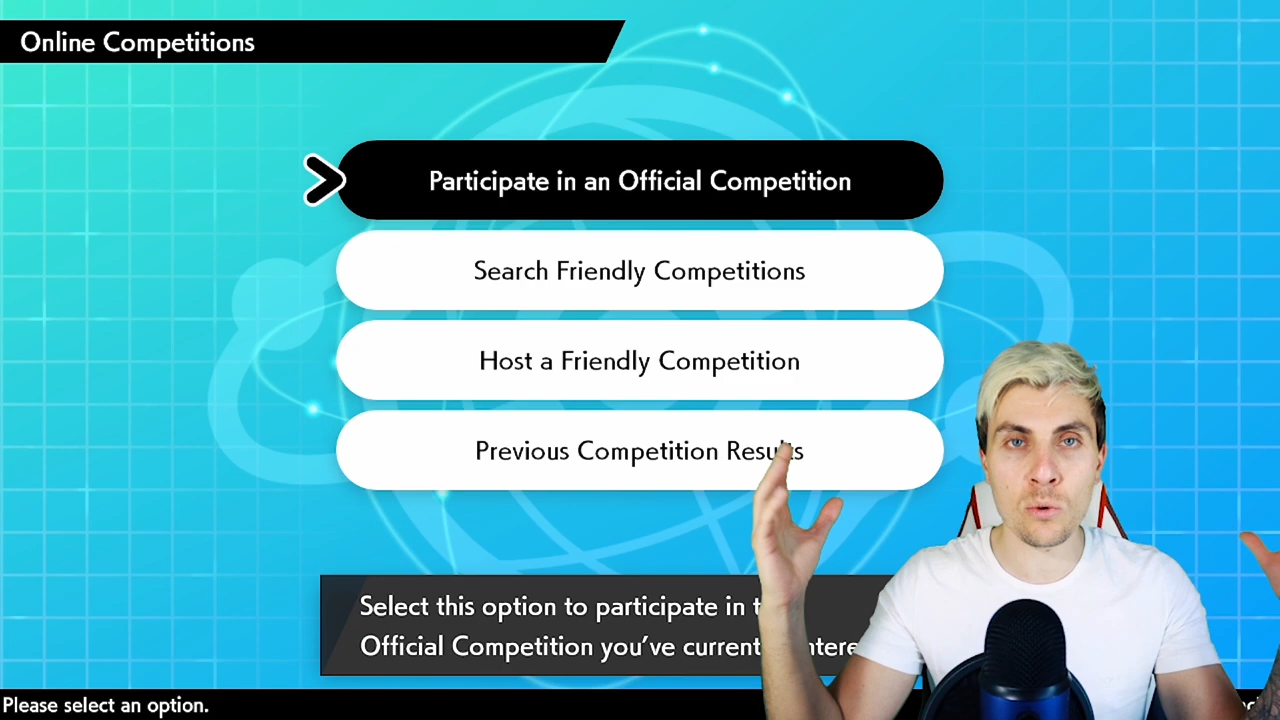 Online Competitions
Participate in an Official Competition
Search Friendly Competitions
Host a Friendly Competition
Previous Competition Results
Select this option to participate in
Official Competition you've
Please select an option.